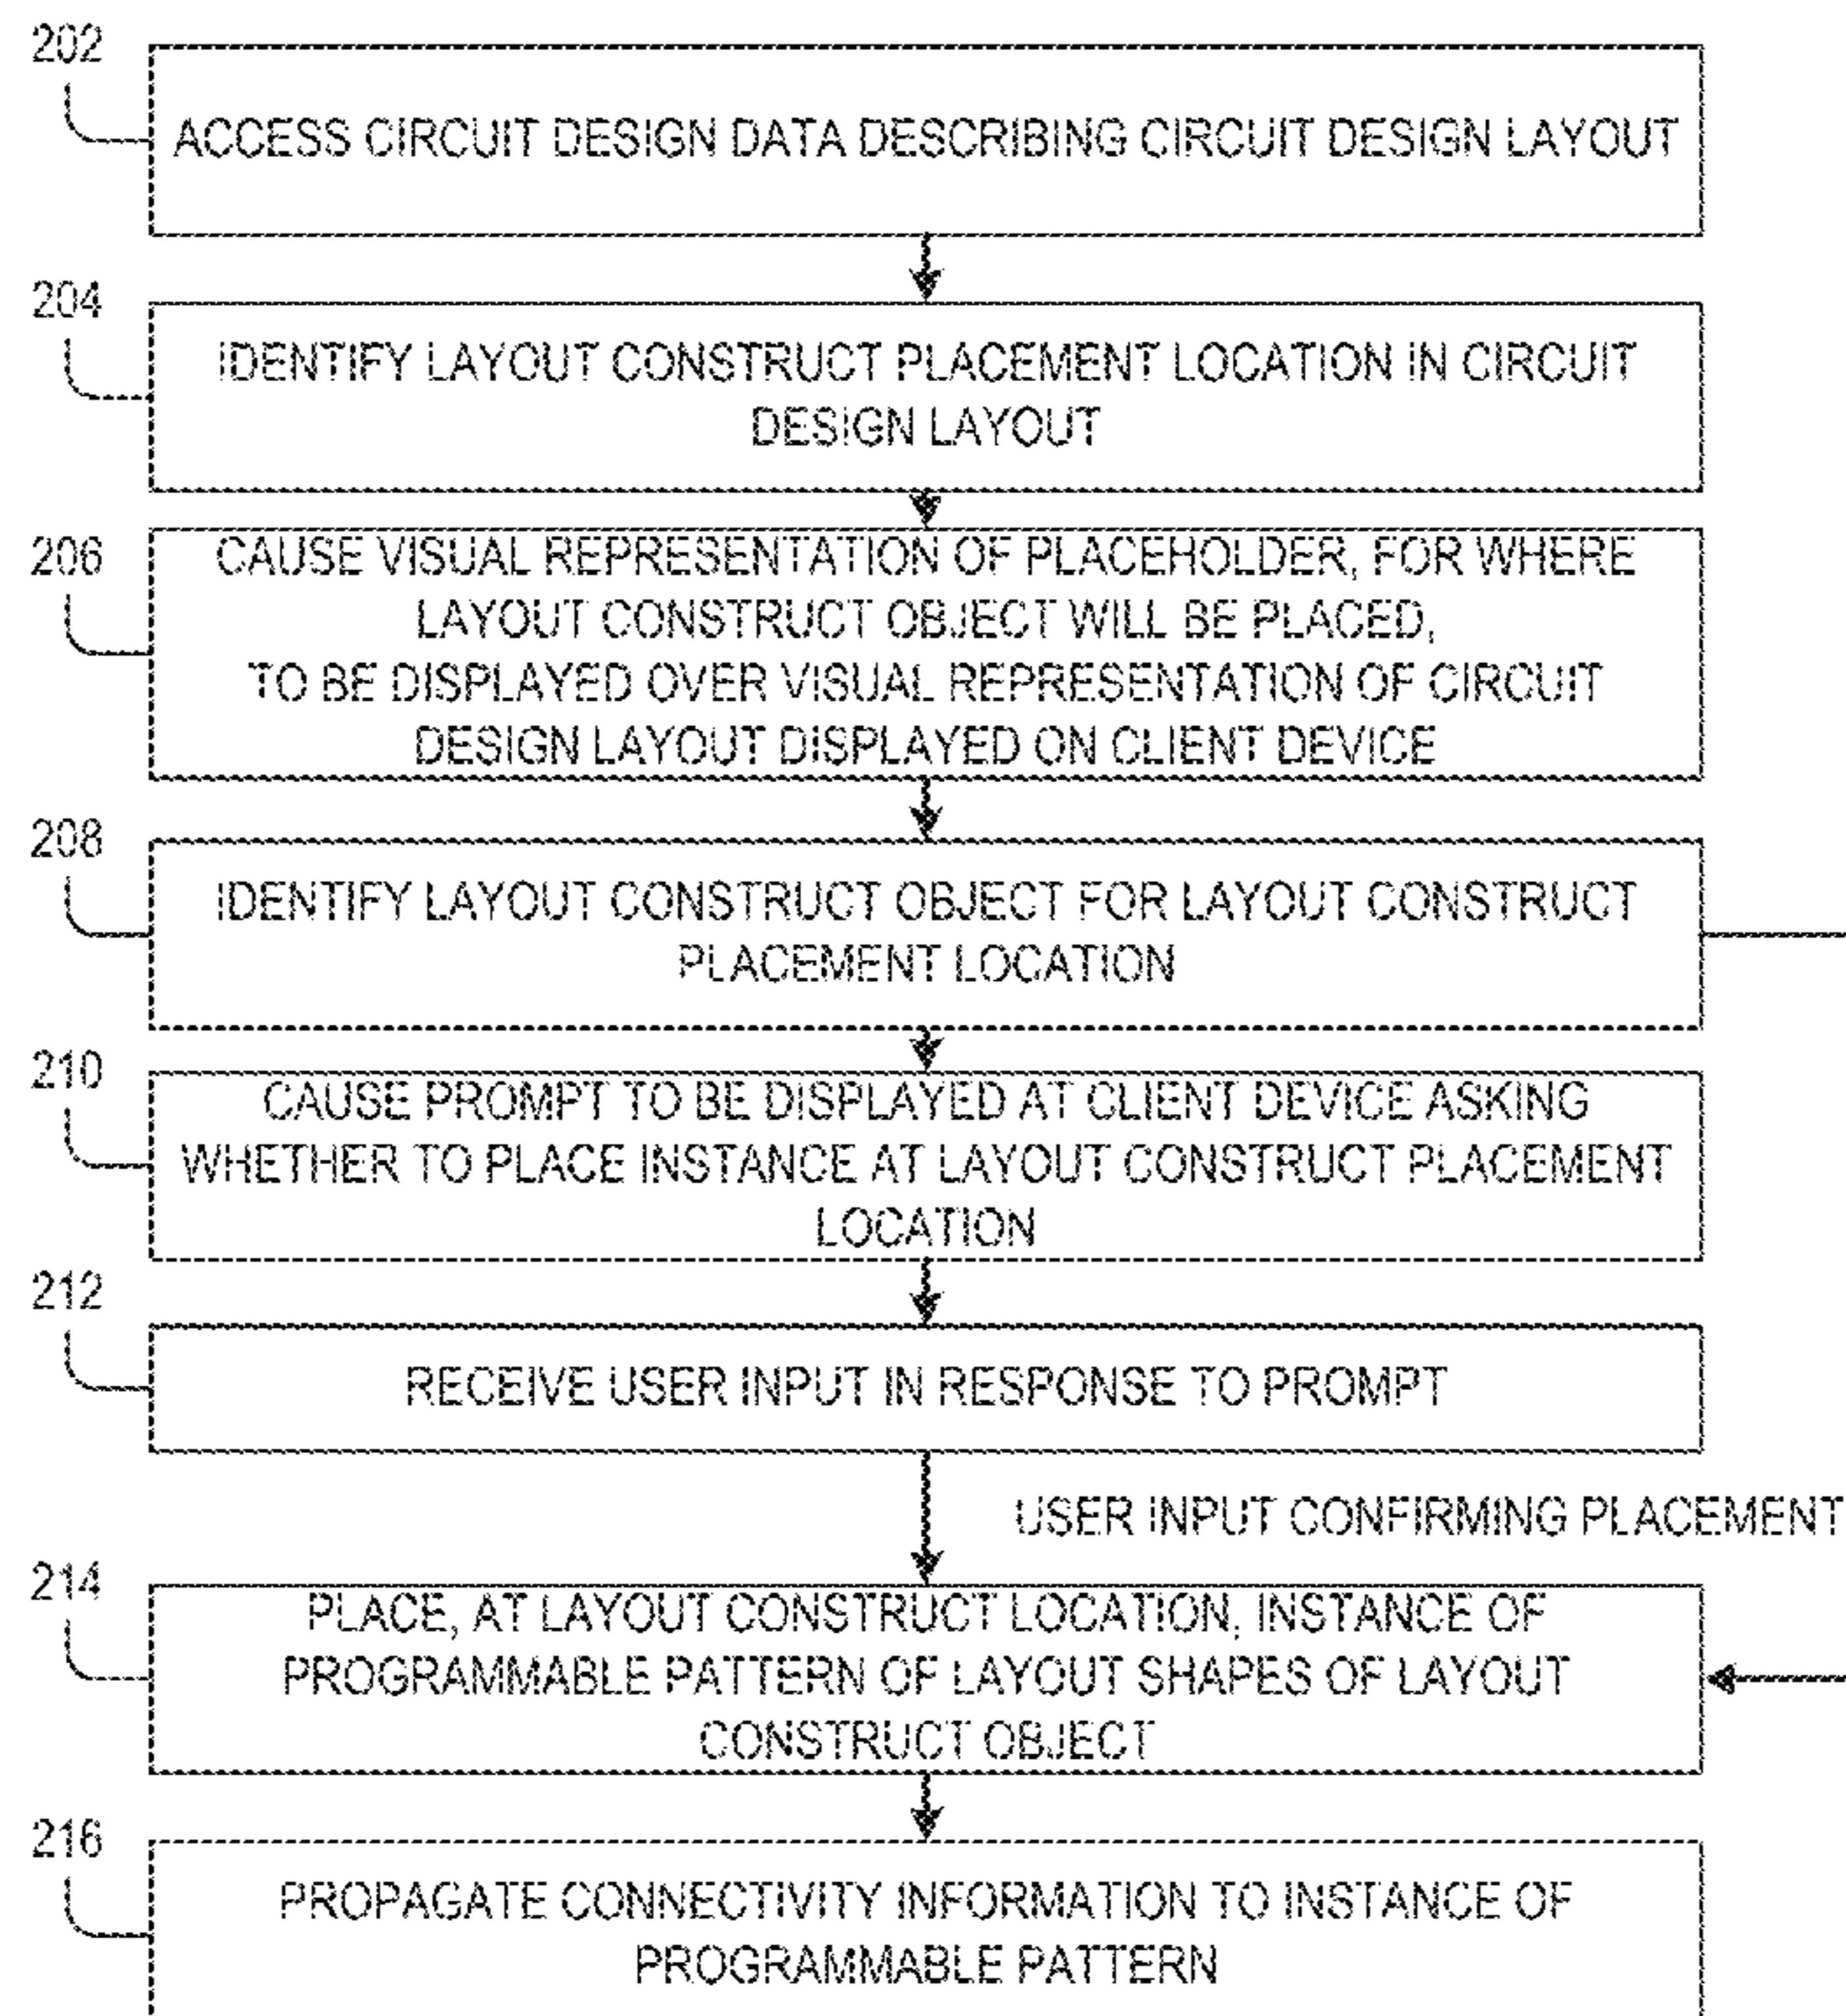 202
ACCESS CIRCUIT DESIGN DATA DESCRIBING CIRCUIT DESIGN LAYOUT
204
IDENTIFY LAYOUT CONSTRUCT PLACEMENT LOCATION IN CIRCUIT
DESIGN LAYOUT
206
CAUSE VISUAL REPRESENTATION OF PLACEHOLDER, FOR WHERE
LAYOUT CONSTRUCT OBJECT WILL BE PLACED,
TO BE DISPLAYED OVER VISUAL REPRESENTATION OF CIRCUIT
DESIGN LAYOUT DISPLAYED ON CLIENT DEVICE
208
IDENTIFY LAYOUT CONSTRUCT OBJECT FOR LAYOUT CONSTRUCT
PLACEMENT LOCATION
210
CAUSE PROMPT TO BE DISPLAYED AT CLIENT DEVICE ASKING
WHETHER TO PLACE INSTANCE AT LAYOUT CONSTRUCT PLACEMENT
LOCATION
212
RECEIVE USER INPUT IN RESPONSE TO PROMPT
USER INPUT CONFIRMING PLACEMENT
214
PLACE, AT LAYOUT CONSTRUCT LOCATION, INSTANCE OF
PROGRAMMABLE PATTERN OF LAYOUT SHAPES OF LAYOUT
CONSTRUCT OBJECT
216
PROPAGATE CONNECTIVITY INFORMATION TO INSTANCE OF
PROGRAMMABLE PATTERN